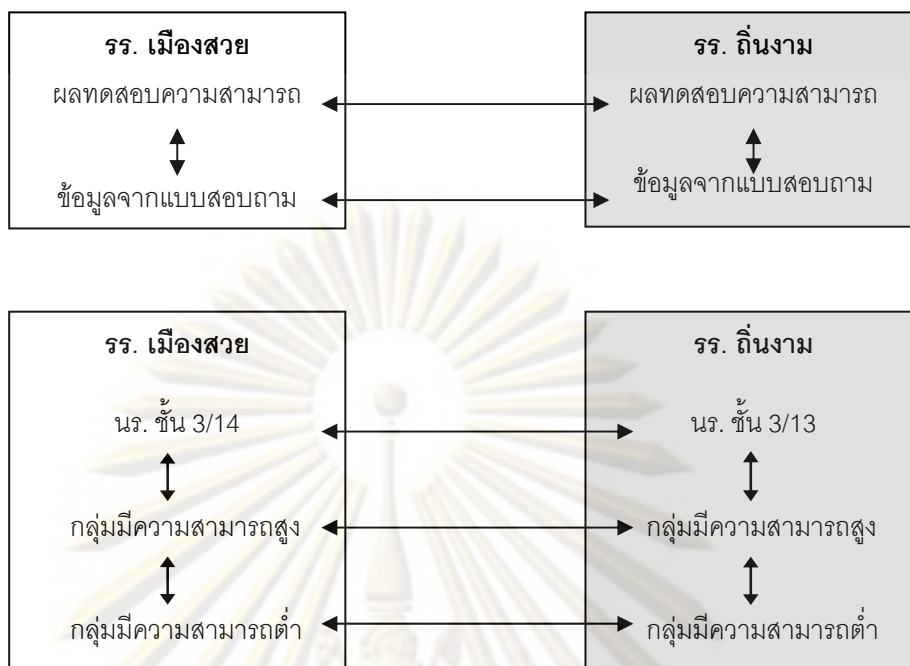 รร. เมืองสวย
ผลทดสอบความสามารถ
ข้อมูลจากแบบสอบถาม
รร. ถิ่นงาม
ผลทดสอบความสามารถ
ข้อมูลจากแบบสอบถาม
รร. เมืองสวย
นร. ชั้น 3/14
กลุ่มมีความสามารถสูง
กลุ่มมีความสามารถต่ำ
รร. ถิ่นงาม
นร. ชั้น 3/13
กลุ่มมีความสามารถสูง
กลุ่มมีความสามารถต่ำ